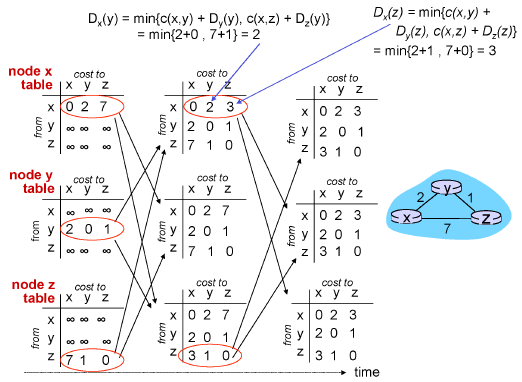 Dₓ(y) = min{c(x,y) + Dᵧ(y), c(x,z) + D_z(y)}
= min{2+0 , 7+1} = 2
Dₓ(z) = min{c(x,y) +
Dᵧ(z), c(x,z) + D_z(z)}
= min{2+1 , 7+0} = 3
node x
table
cost to
x y z
from
x 0 2 7
y ∞ ∞ ∞
z ∞ ∞ ∞
cost to
x y z
from
x 0 2 3
y 2 0 1
z 7 1 0
cost to
x y z
from
x 0 2 3
y 2 0 1
z 3 1 0
node y
table
cost to
x y z
from
x ∞ ∞ ∞
y 2 0 1
z ∞ ∞ ∞
cost to
x y z
from
x 0 2 7
y 2 0 1
z 7 1 0
cost to
x y z
from
x 0 2 3
y 2 0 1
z 3 1 0
node z
table
cost to
x y z
from
x ∞ ∞ ∞
y ∞ ∞ ∞
z 7 1 0
cost to
x y z
from
x 0 2 7
y 2 0 1
z 3 1 0
cost to
x y z
from
x 0 2 3
y 2 0 1
z 3 1 0
y
2 1
x z
7
time